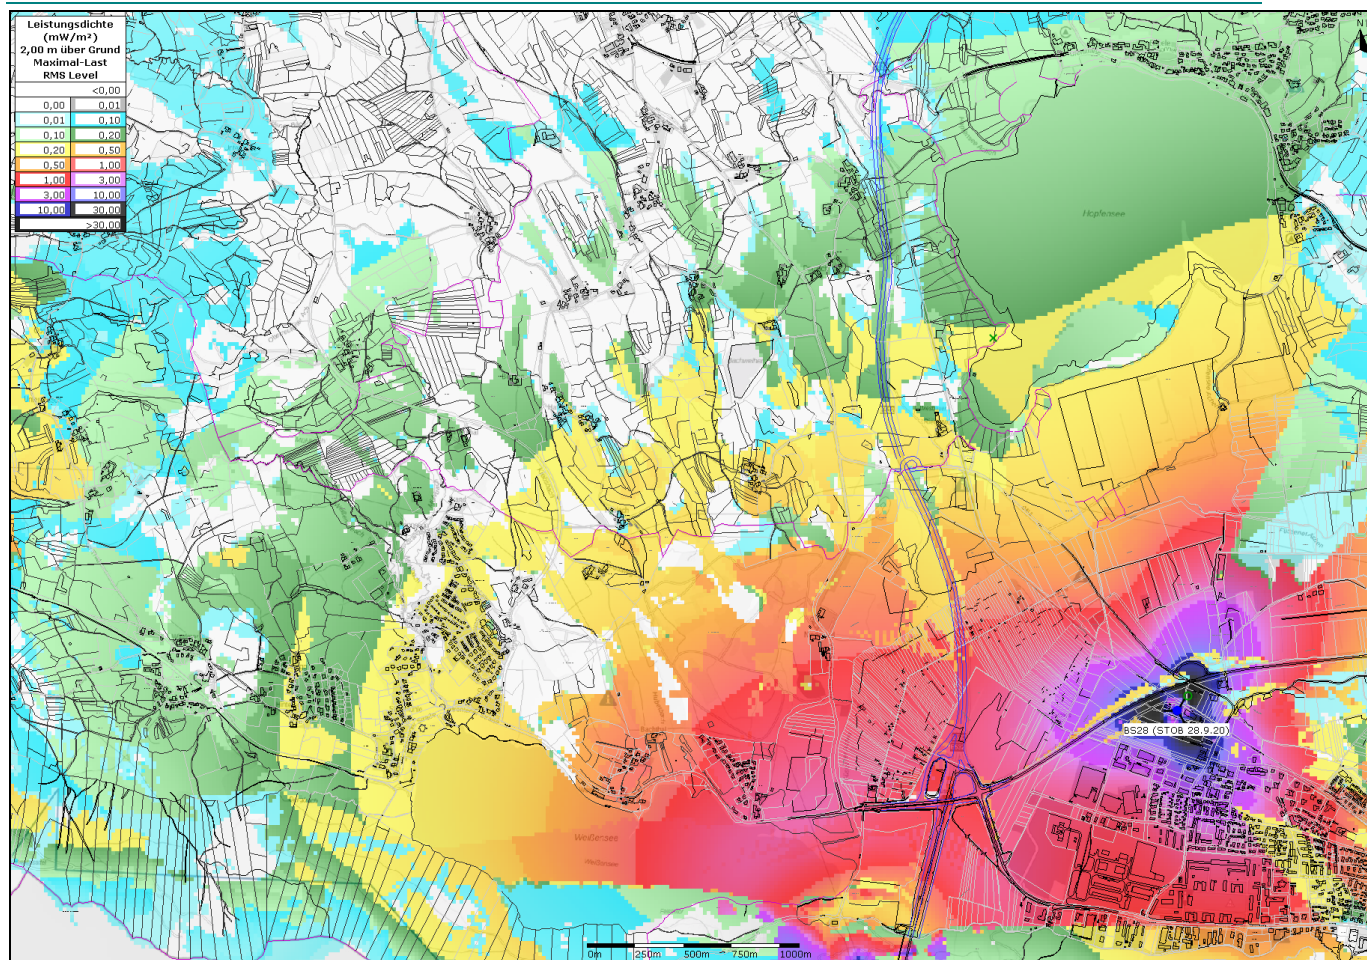 Leistungsdichte
(mW/m²)
2,00 m über Grund
Maximal-Last
RMS Level
<0,00
0,00 0,01
0,01 0,10
0,10 0,20
0,20 0,50
0,50 1,00
1,00 3,00
3,00 10,00
10,00 30,00
>30,00
Hopfensee
BS28 (STOB 28.9.20)
Weißensee
Weißensee
0m 250m 500m 750m 1000m